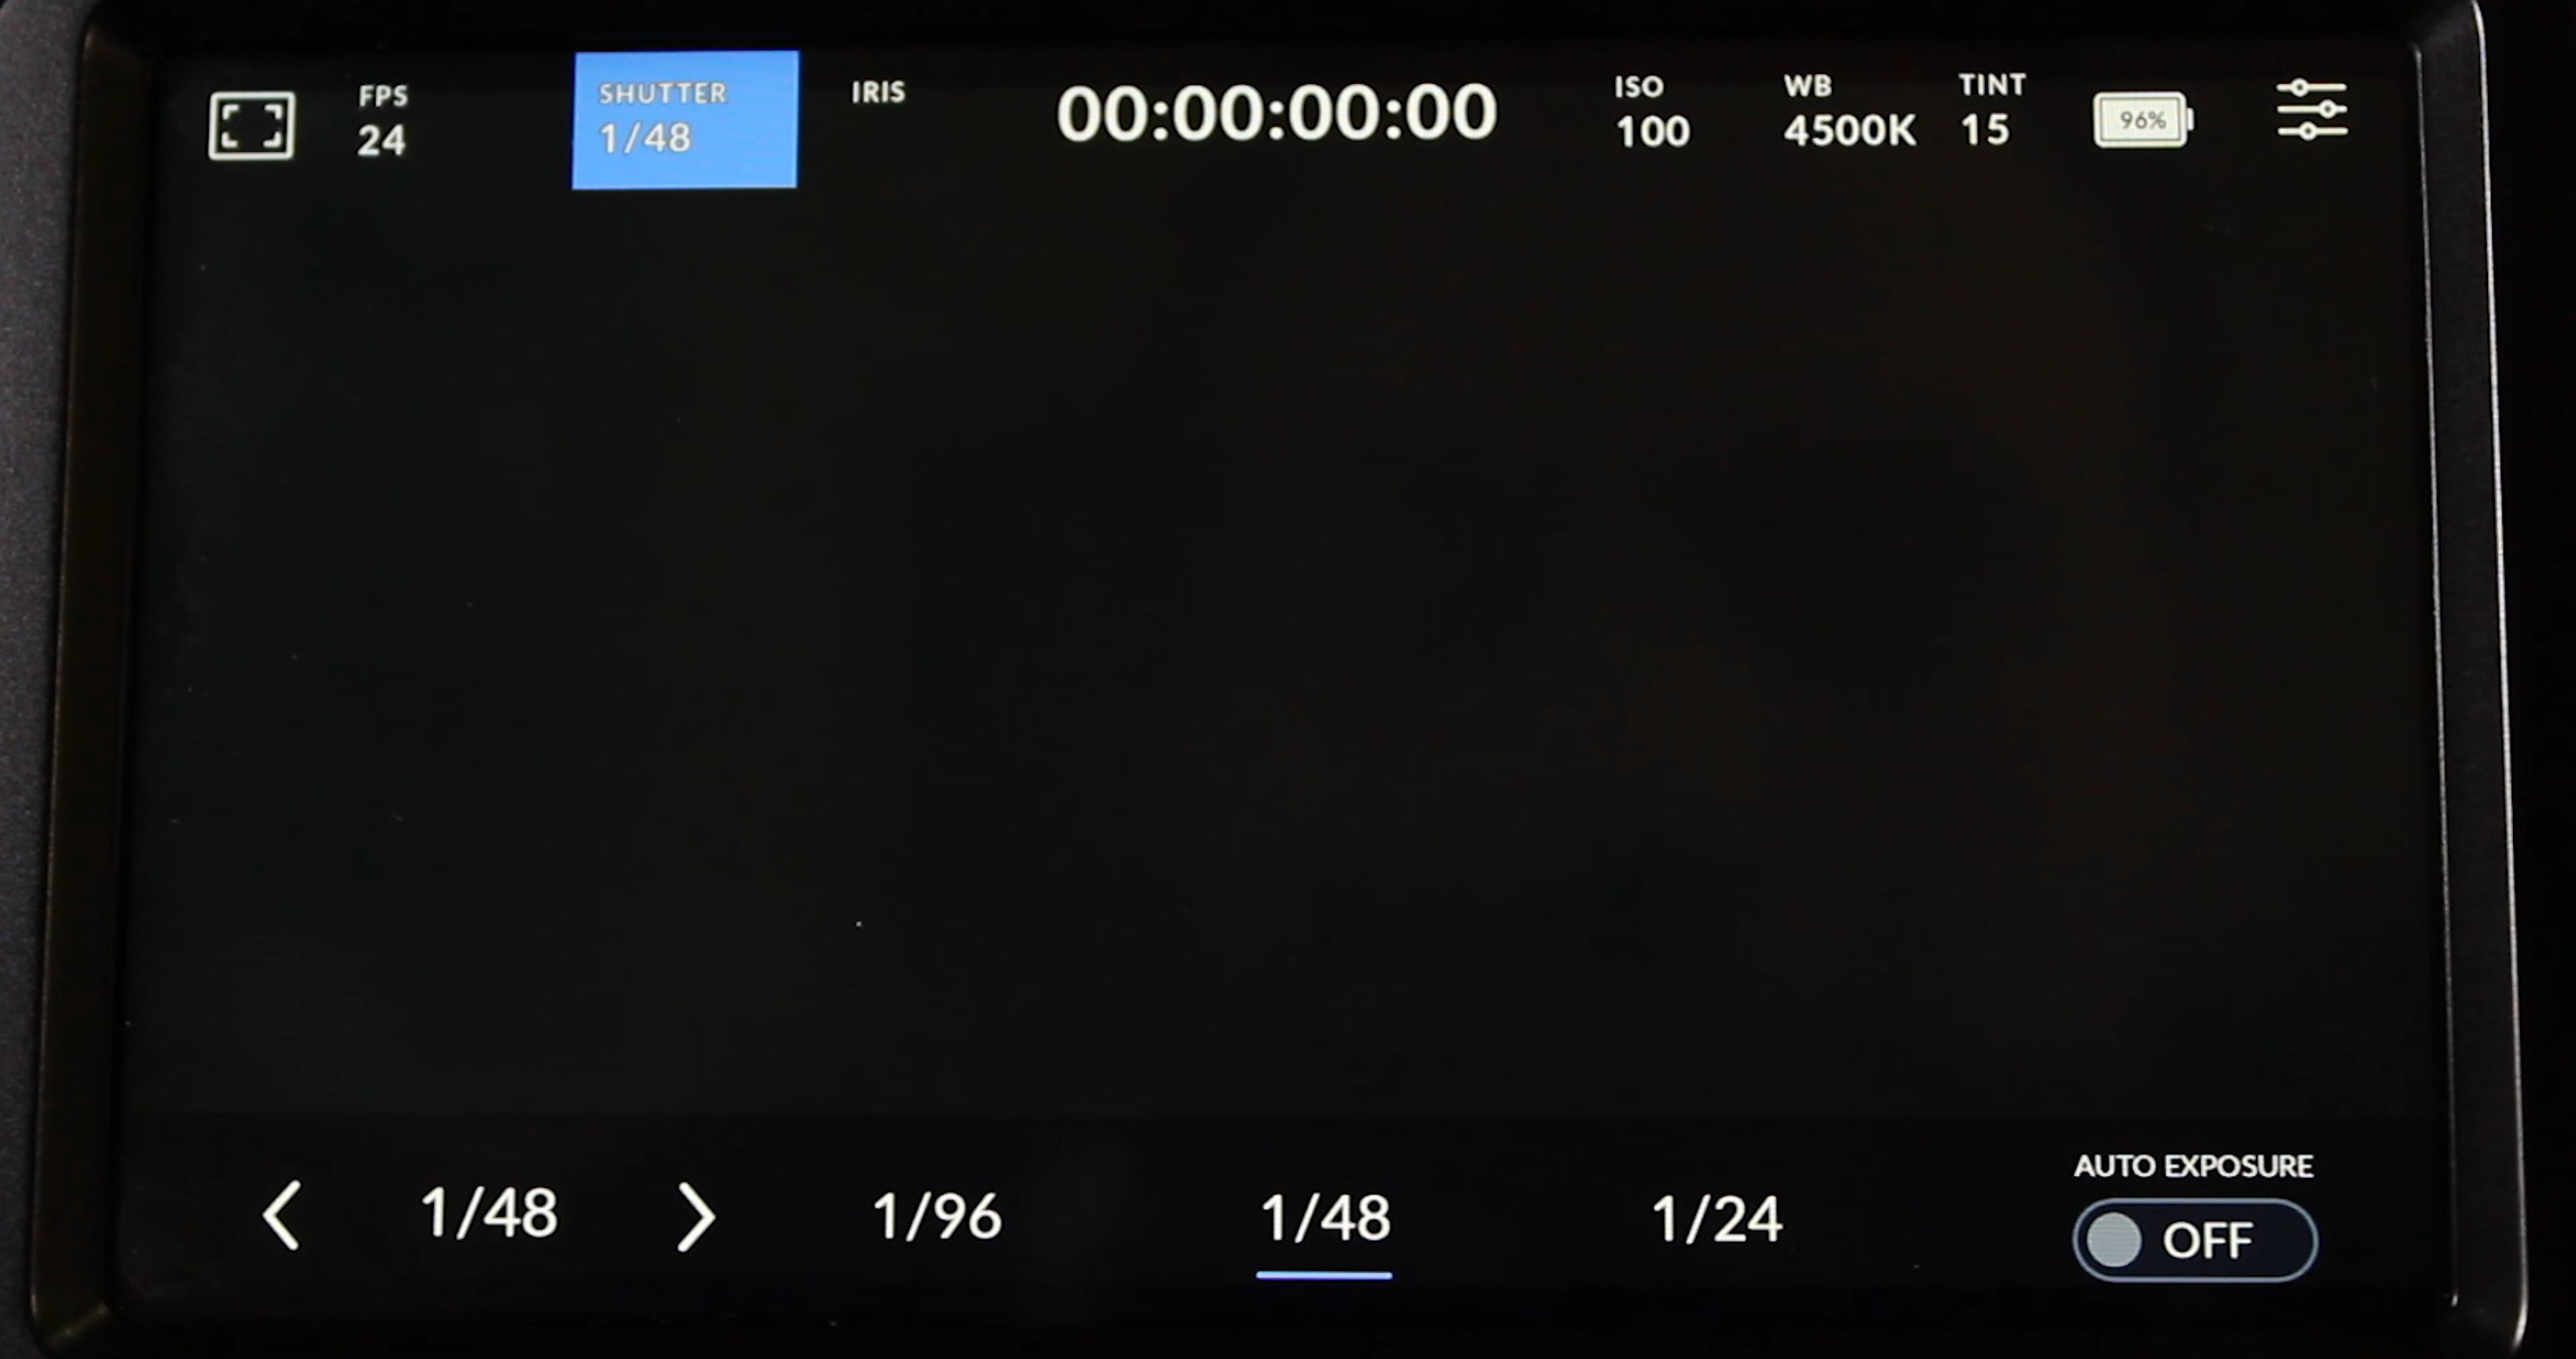 FPS
24
SHUTTER
1/48
IRIS
00:00:00:00
ISO
100
WB
4500K
TINT
15
96%
1/48
1/96
1/48
1/24
AUTO EXPOSURE
OFF